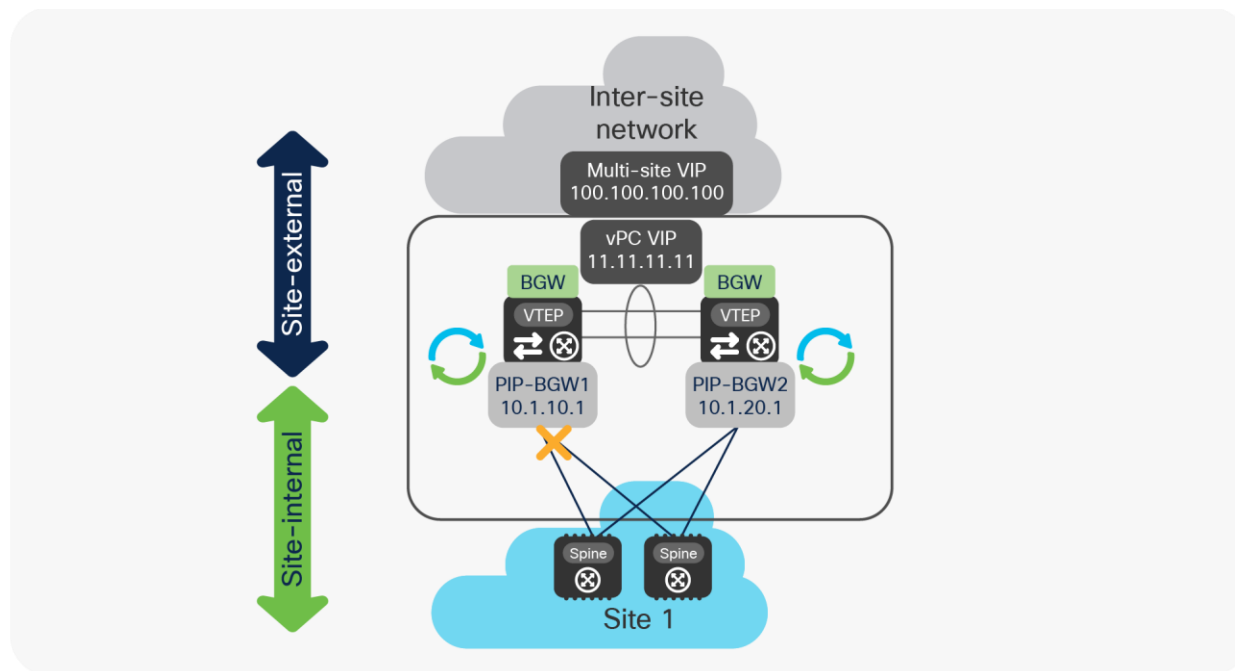 Inter-site
network
Multi-site VIP
100.100.100.100
Site-external
vPC VIP
11.11.11.11
BGW
BGW
VTEP
VTEP
PIP-BGW1
10.1.10.1
PIP-BGW2
10.1.20.1
Site-internal
Spine
Spine
Site 1